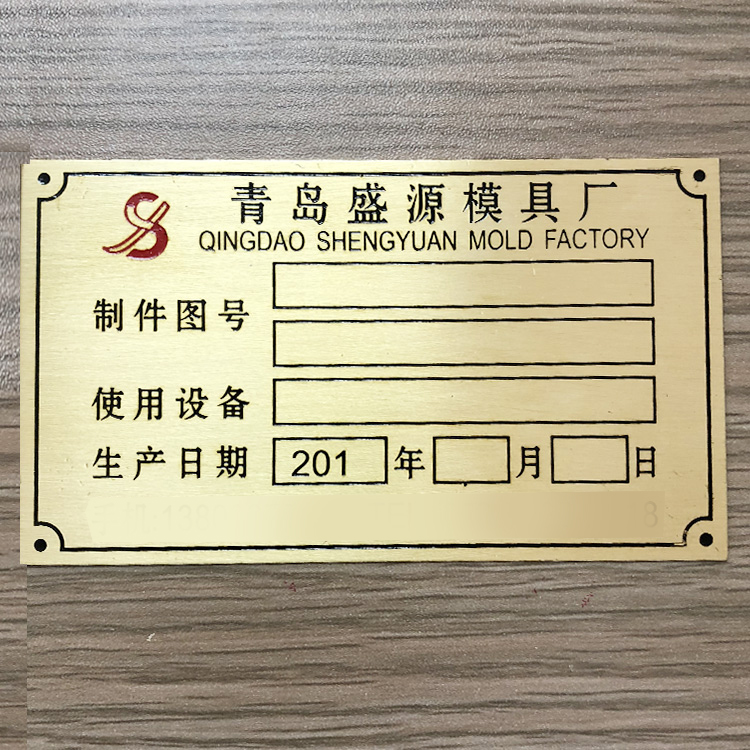 青岛盛源模具厂
QINGDAO SHENGYUAN MOLD FACTORY
制件图号
使用设备
生产日期 201 年 月 日